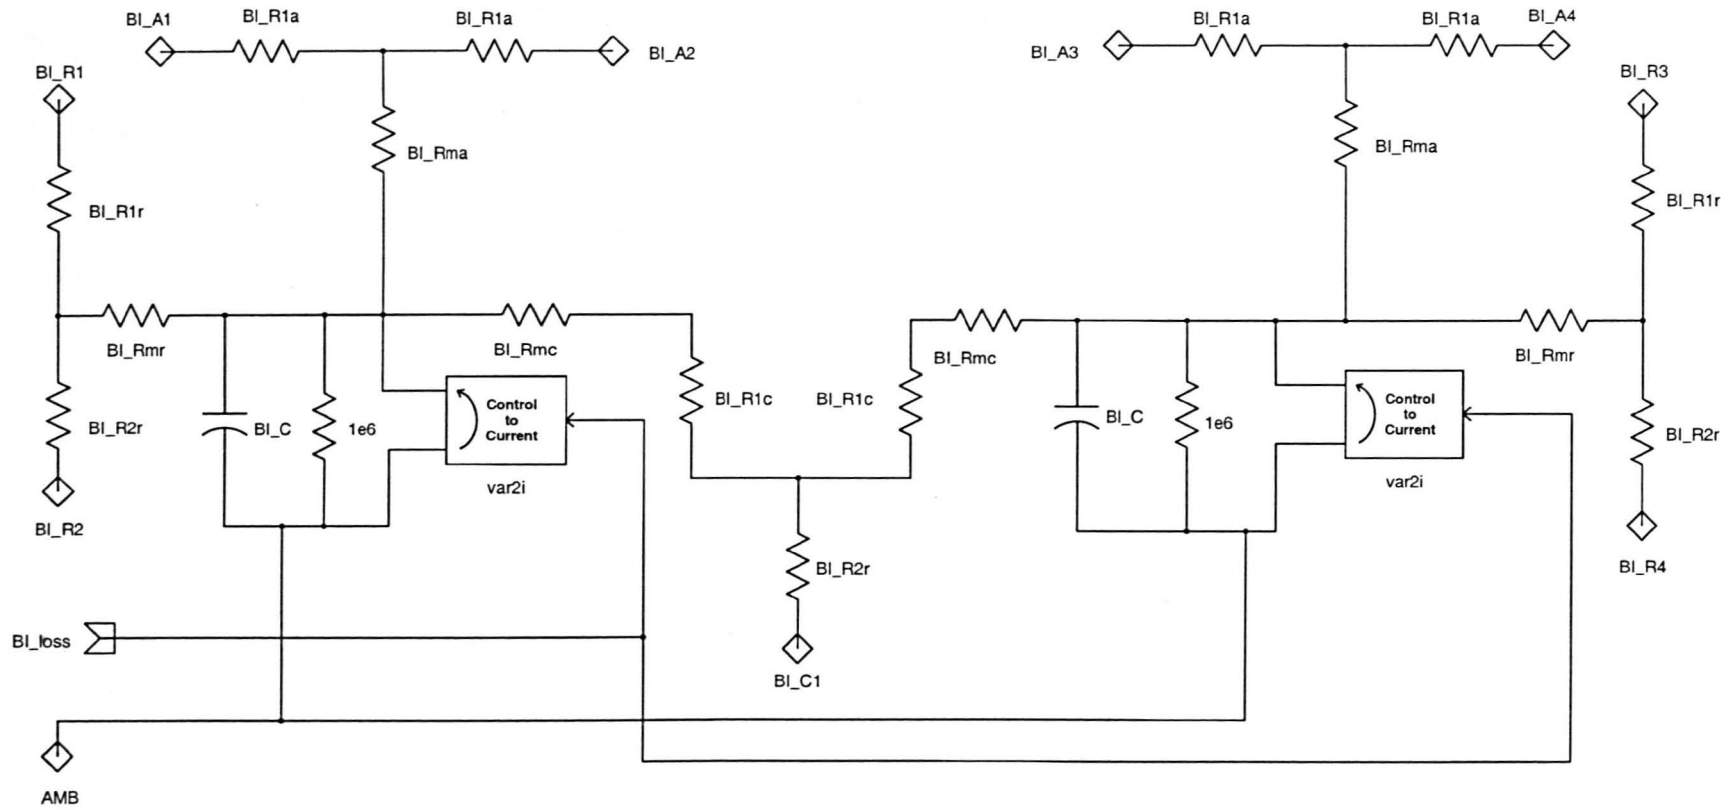 BI_A1
BI_R1a
BI_R1a
BI_A2
BI_A3
BI_R1a
BI_R1a
BI_A4
BI_R1
BI_R3
BI_Rma
BI_Rma
BI_R1r
BI_R1r
BI_Rmr
BI_Rmc
BI_Rmc
BI_Rmr
BI_R2r
BI_C
1e6
Control
to
Current
var2i
BI_R1c
BI_R1c
BI_C
1e6
Control
to
Current
var2i
BI_R2r
BI_R2
BI_R2r
BI_R4
BI_loss
BI_C1
AMB